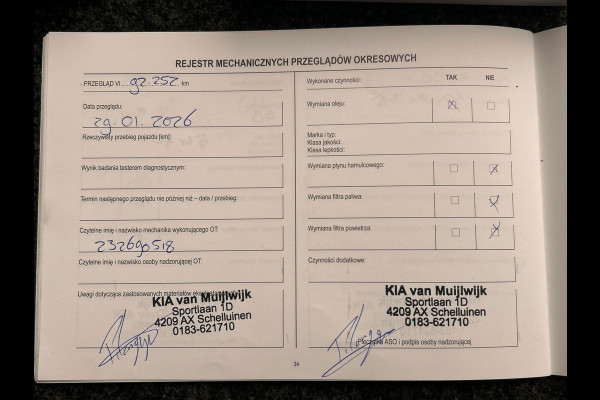 REJESTR MECHANICZNYCH PRZEGLĄDÓW OKRESOWYCH
- PRZEGLĄD VI ... 92.252 km
Data przeglądu:
29.01.2026
Rzeczywisty przebieg pojazdu [km]:
Wynik badania testerem diagnostycznym:
Termin następnego przeglądu nie później niż – data / przebieg:
Czytelne imię i nazwisko mechanika wykonującego OT:
232690518
Czytelne imię i nazwisko osoby nadzorującej OT:
Uwagi dotyczące zastosowanych materiałów
KIA van Muijlwijk
Sportlaan 1D
4209 AX Schelluinen
0183-621710
Wykonane czynności: TAK NIE
Wymiana oleju:
Marka i typ:
Klasa jakości:
Klasa lepkości:
Wymiana płynu hamulcowego:
Wymiana filtra paliwa:
Wymiana filtra powietrza:
Czynności dodatkowe:
KIA van Muijlwijk
Sportlaan 1D
4209 AX Schelluinen
0183-621710
Pieczątka ASO i podpis osoby nadzorującej
34